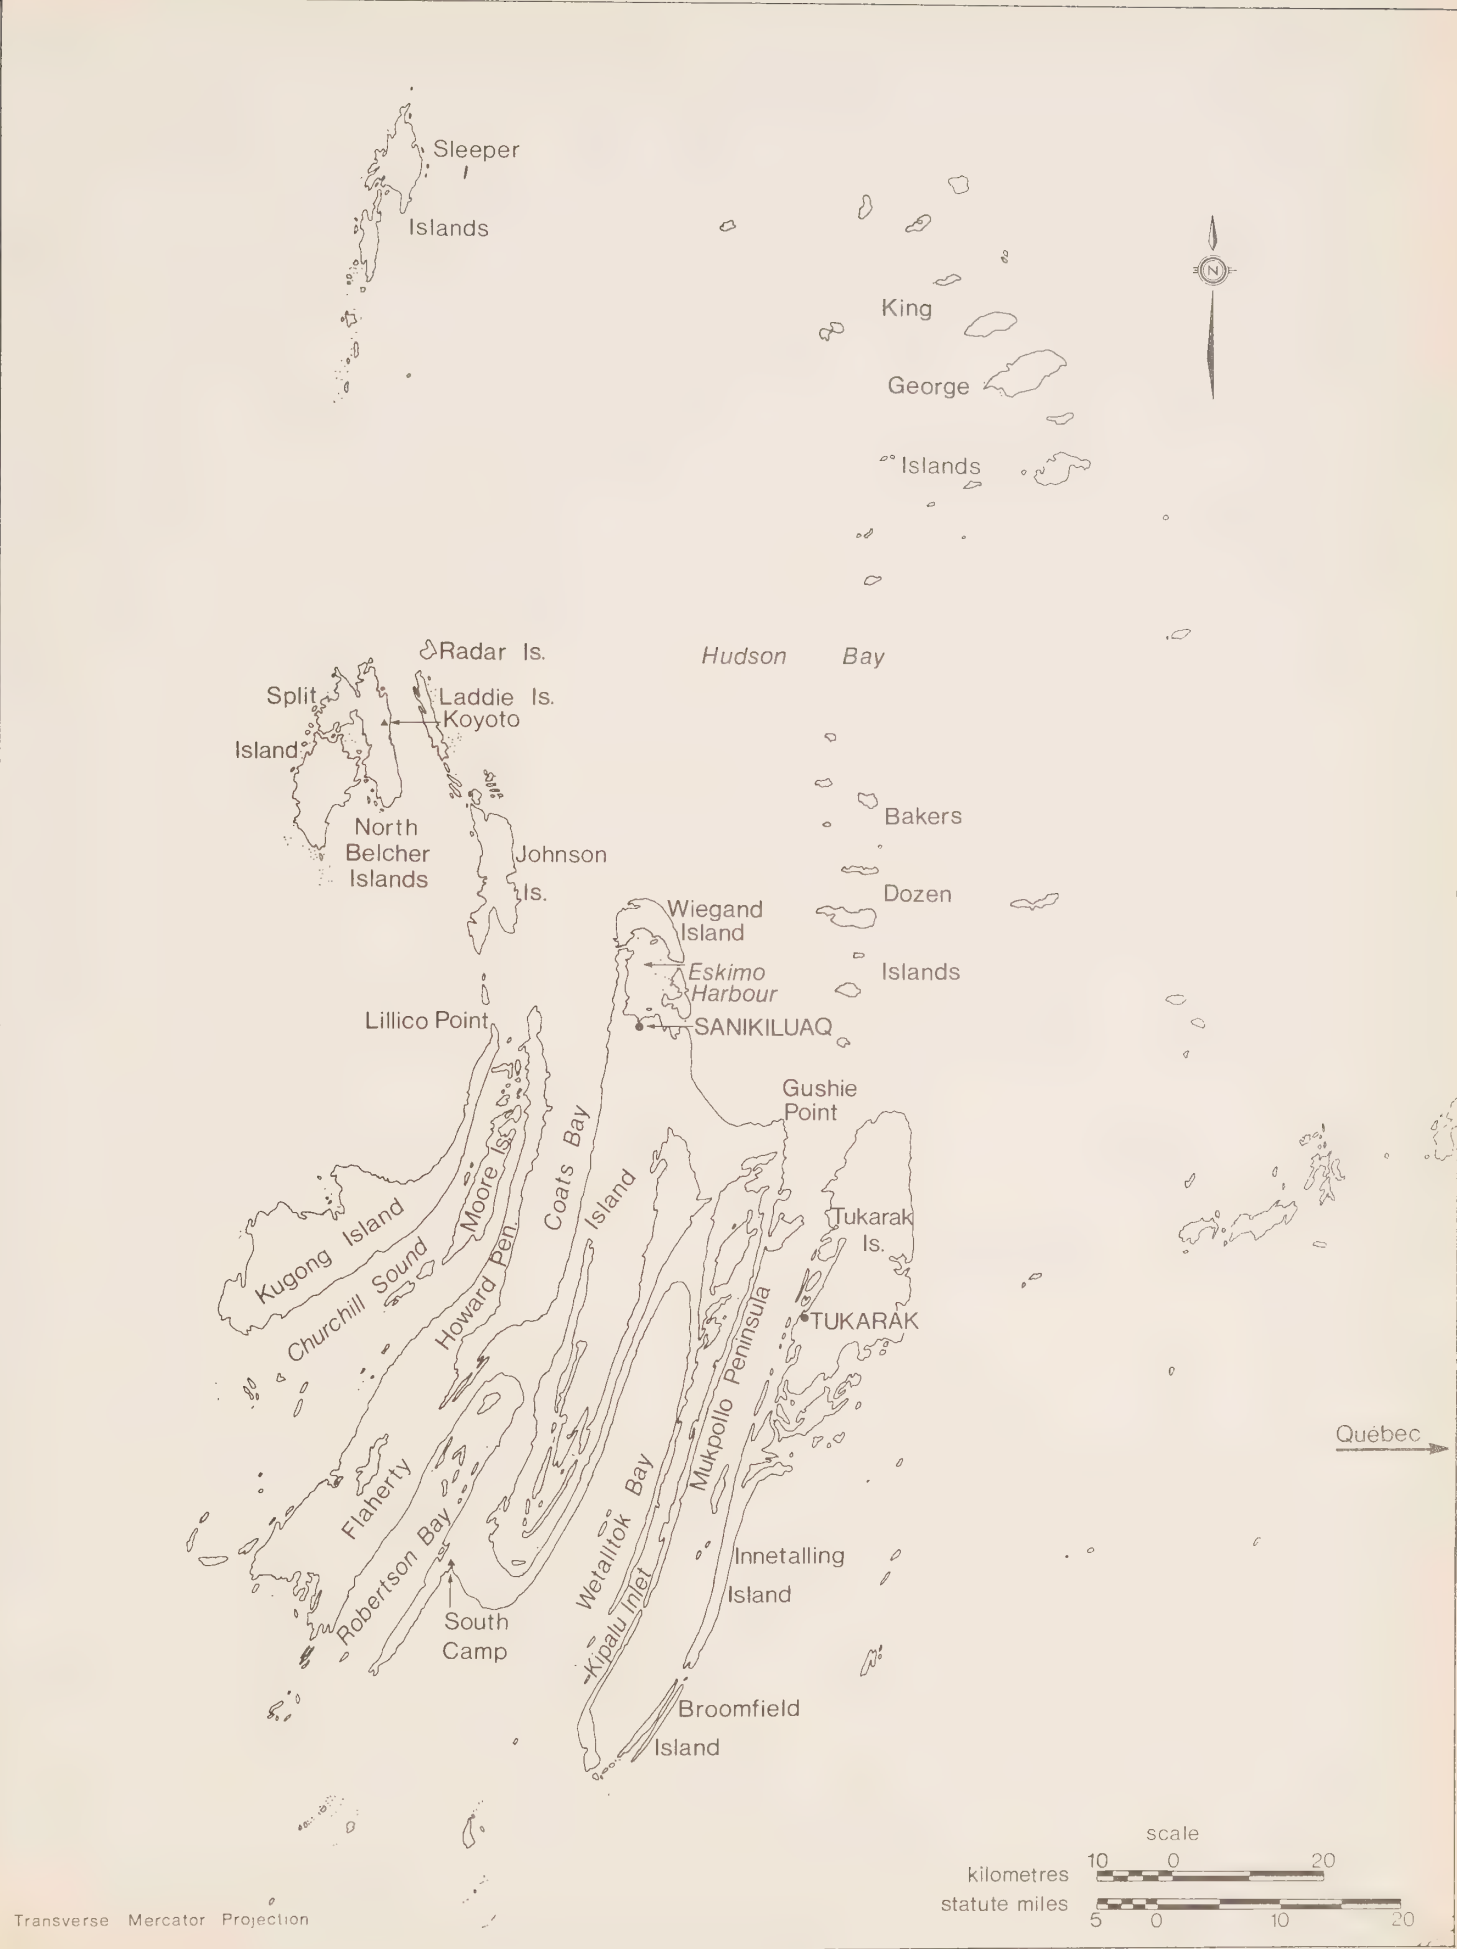 Sleeper
Islands
N
King
George
Islands
Radar Is.
Hudson Bay
Split
Laddie Is.
Koyoto
Island
Bakers
North
Belcher
Islands
Johnson
Is.
Dozen
Wiegand
Island
Islands
Eskimo
Harbour
Lillico Point
SANIKILUAQ
Gushie
Point
Coats Bay
Moore Is.
Island
Kugong Island
Tukarak
Is.
Churchill Sound
Howard Pen.
TUKARAK
Mukpollo Peninsula
Québec
Flaherty
Robertson Bay
Wetalltok Bay
Innetalling
Island
Kipalu Inlet
South
Camp
Broomfield
Island
scale
10 0 20
kilometres
statute miles
5 0 10 20
Transverse Mercator Projection